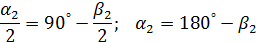 α₂/2 = 90° − β₂/2;   α₂ = 180° − β₂